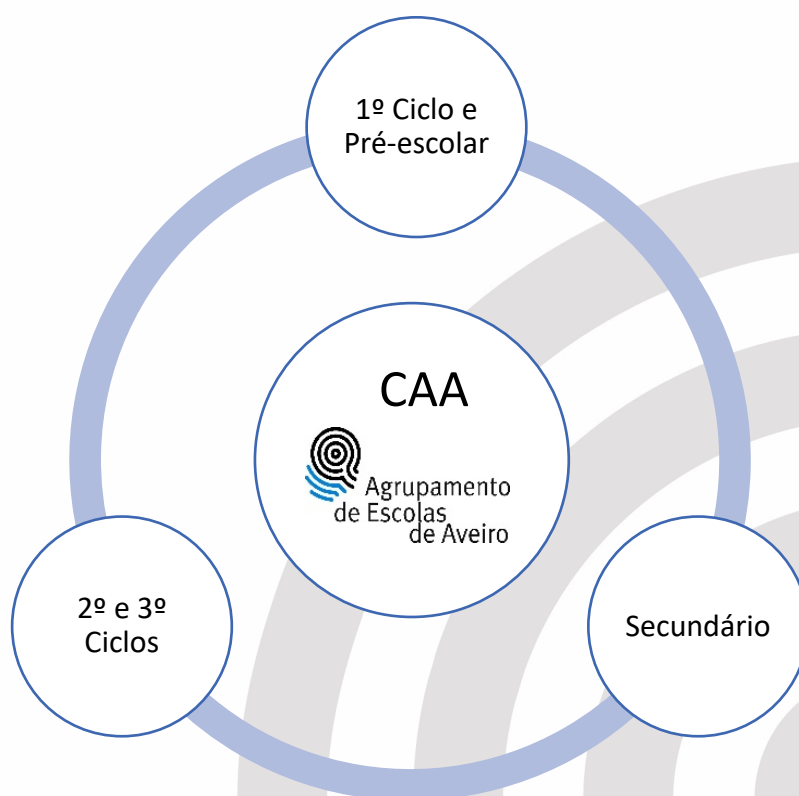 1º Ciclo e
Pré-escolar
CAA
Agrupamento
de Escolas
de Aveiro
2º e 3º
Ciclos
Secundário